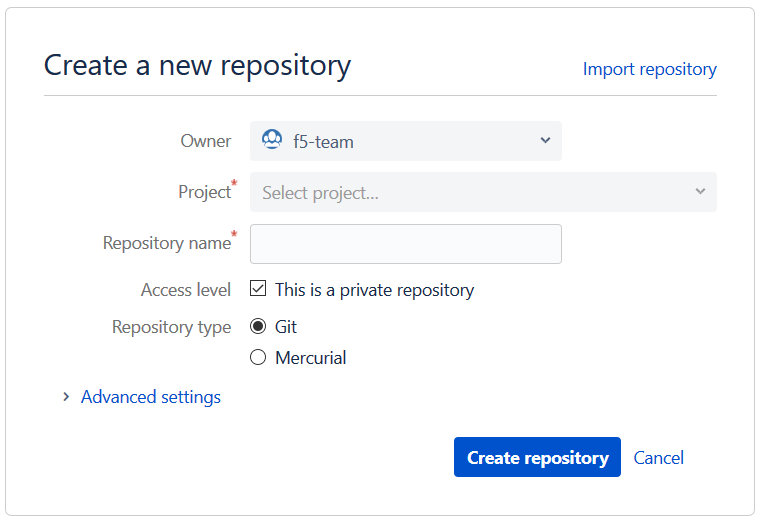 Create a new repository
Import repository
Owner f5-team
Project* Select project...
Repository name*
Access level This is a private repository
Repository type Git
Mercurial
Advanced settings
Create repository Cancel